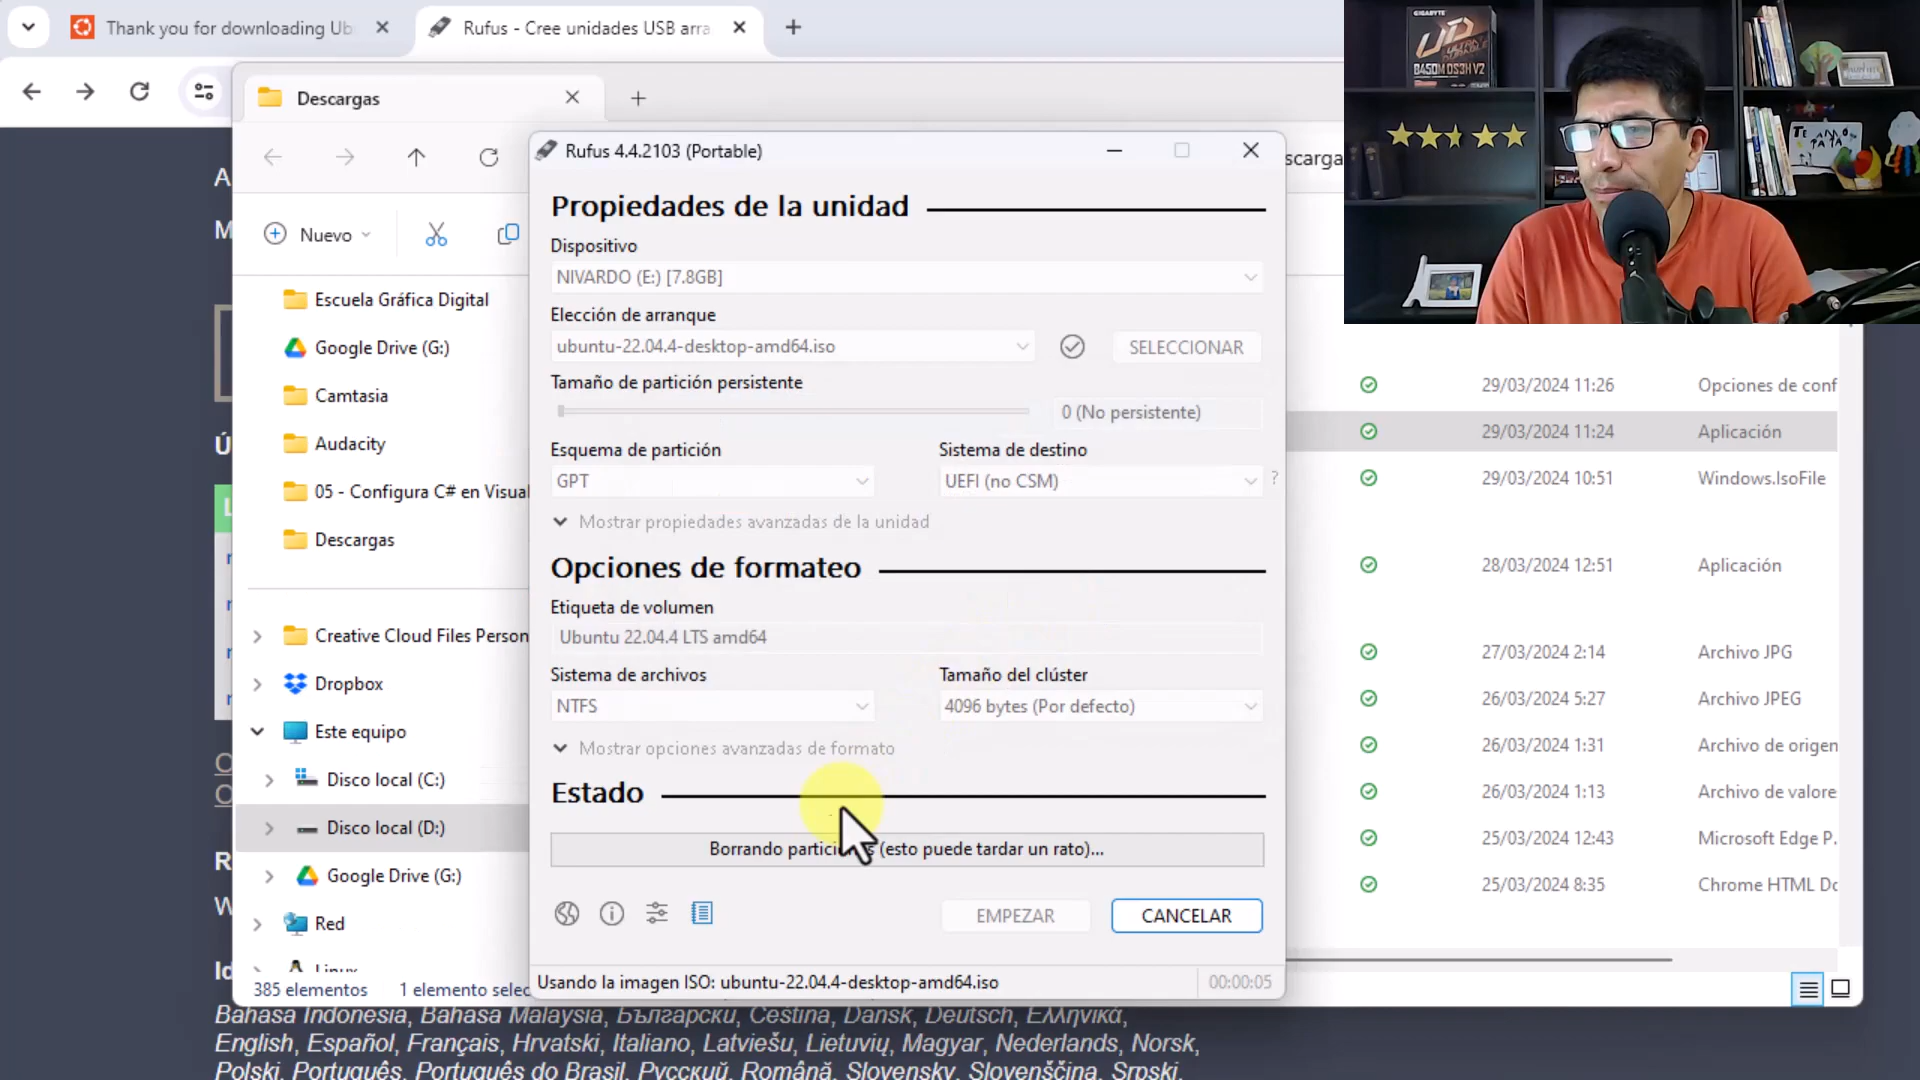 Thank you for downloading Ub
Rufus - Cree unidades USB arra
Descargas
Rufus 4.4.2103 (Portable)
scarga
Nuevo
Propiedades de la unidad
Dispositivo
NIVARDO (E:) [7.8GB]
Elección de arranque
ubuntu-22.04.4-desktop-amd64.iso
SELECCIONAR
Tamaño de partición persistente
0 (No persistente)
Esquema de partición
Sistema de destino
GPT
UEFI (no CSM)
?
Mostrar propiedades avanzadas de la unidad
Opciones de formateo
Etiqueta de volumen
Ubuntu 22.04.4 LTS amd64
Sistema de archivos
Tamaño del clúster
NTFS
4096 bytes (Por defecto)
Mostrar opciones avanzadas de formato
Estado
(esto puede tardar un rato)...
Borrando
EMPEZAR
CANCELAR
Usando la imagen ISO: ubuntu-22.04.4-desktop-amd64.iso
00:00:05
Escuela Gráfica Digital
Google Drive (G:)
Camtasia
Audacity
05 - Configura C# en Visual
Descargas
Creative Cloud Files Person
Dropbox
Este equipo
Disco local (C:)
Disco local (D:)
Google Drive (G:)
Red
Linux
385 elementos
1 elemento selec
29/03/2024 11:26 Opciones de conf
29/03/2024 11:24 Aplicación
29/03/2024 10:51 Windows.IsoFile
28/03/2024 12:51 Aplicación
27/03/2024 2:14 Archivo JPG
26/03/2024 5:27 Archivo JPEG
26/03/2024 1:31 Archivo de origen
26/03/2024 1:13 Archivo de valore
25/03/2024 12:43 Microsoft Edge P.
25/03/2024 8:35 Chrome HTML Dc
Bahasa Indonesia, Bahasa Malaysia, Български, Čeština, Dansk, Deutsch, Ελληνικά,
English, Español, Français, Hrvatski, Italiano, Latviešu, Lietuvių, Magyar, Nederlands, Norsk,
Polski, Português, Português do Brasil, Русский, Română, Slovensky, Slovenščina, Srpski,
GIGABYTE
UD
B450M DS3H V2